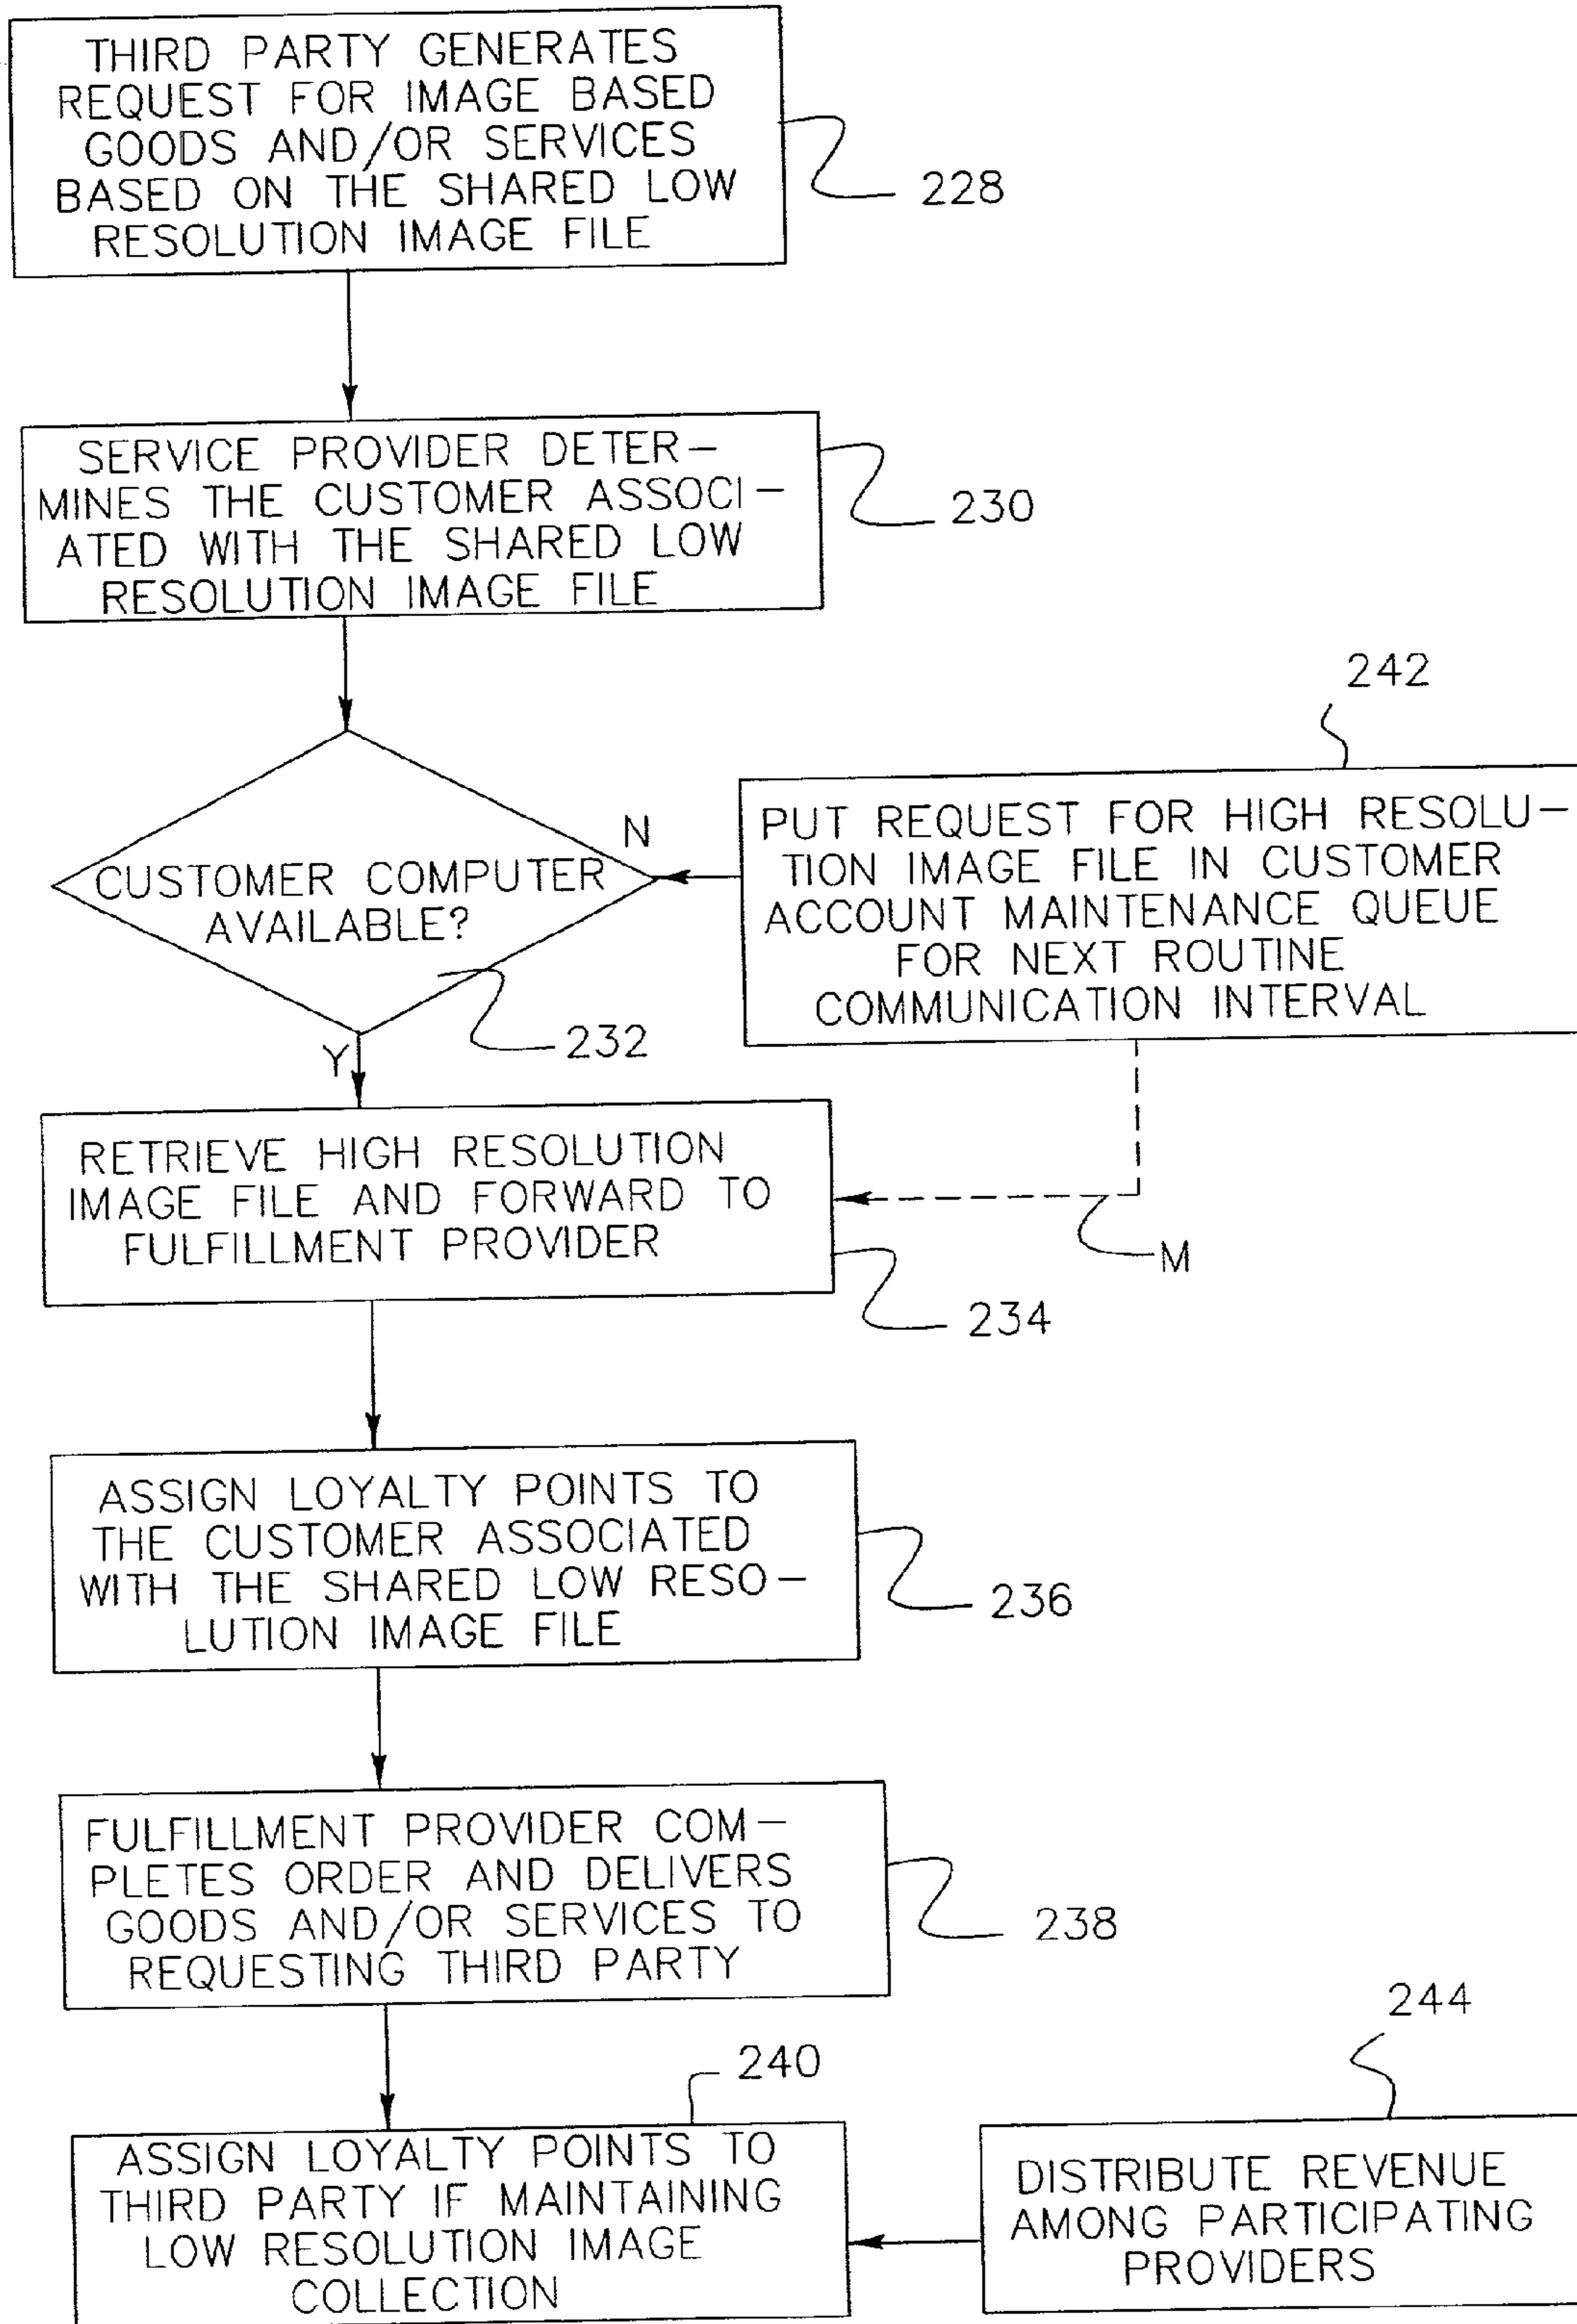 THIRD PARTY GENERATES
REQUEST FOR IMAGE BASED
GOODS AND/OR SERVICES
BASED ON THE SHARED LOW
RESOLUTION IMAGE FILE
228
SERVICE PROVIDER DETER-
MINES THE CUSTOMER ASSOCI-
ATED WITH THE SHARED LOW
RESOLUTION IMAGE FILE
230
CUSTOMER COMPUTER
AVAILABLE?
N
Y
232
242
PUT REQUEST FOR HIGH RESOLU-
TION IMAGE FILE IN CUSTOMER
ACCOUNT MAINTENANCE QUEUE
FOR NEXT ROUTINE
COMMUNICATION INTERVAL
RETRIEVE HIGH RESOLUTION
IMAGE FILE AND FORWARD TO
FULFILLMENT PROVIDER
M
234
ASSIGN LOYALTY POINTS TO
THE CUSTOMER ASSOCIATED
WITH THE SHARED LOW RESO-
LUTION IMAGE FILE
236
FULFILLMENT PROVIDER COM-
PLETES ORDER AND DELIVERS
GOODS AND/OR SERVICES TO
REQUESTING THIRD PARTY
238
240
ASSIGN LOYALTY POINTS TO
THIRD PARTY IF MAINTAINING
LOW RESOLUTION IMAGE
COLLECTION
244
DISTRIBUTE REVENUE
AMONG PARTICIPATING
PROVIDERS